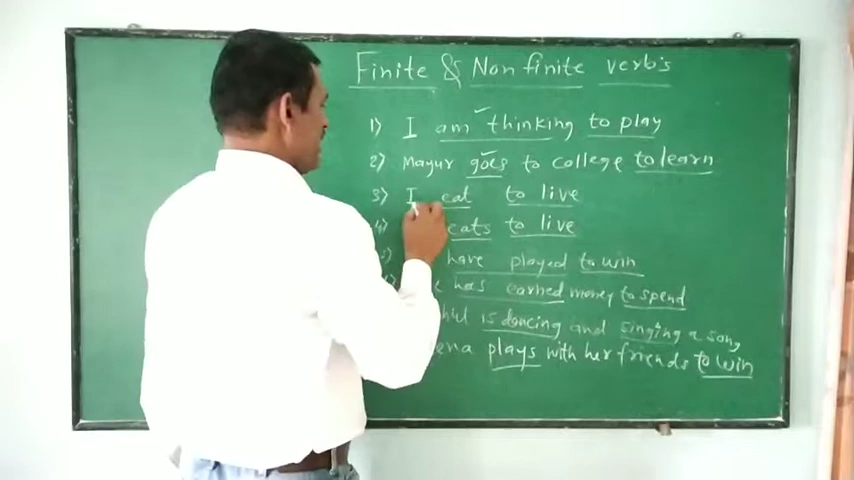 Finite & Non finite verb's
1) I am thinking to play
2) Mayur goes to college to learn
3) I eat to live
eats to live
have played to win
has earned money to spend
is dancing and singing a song
plays with her friends to win